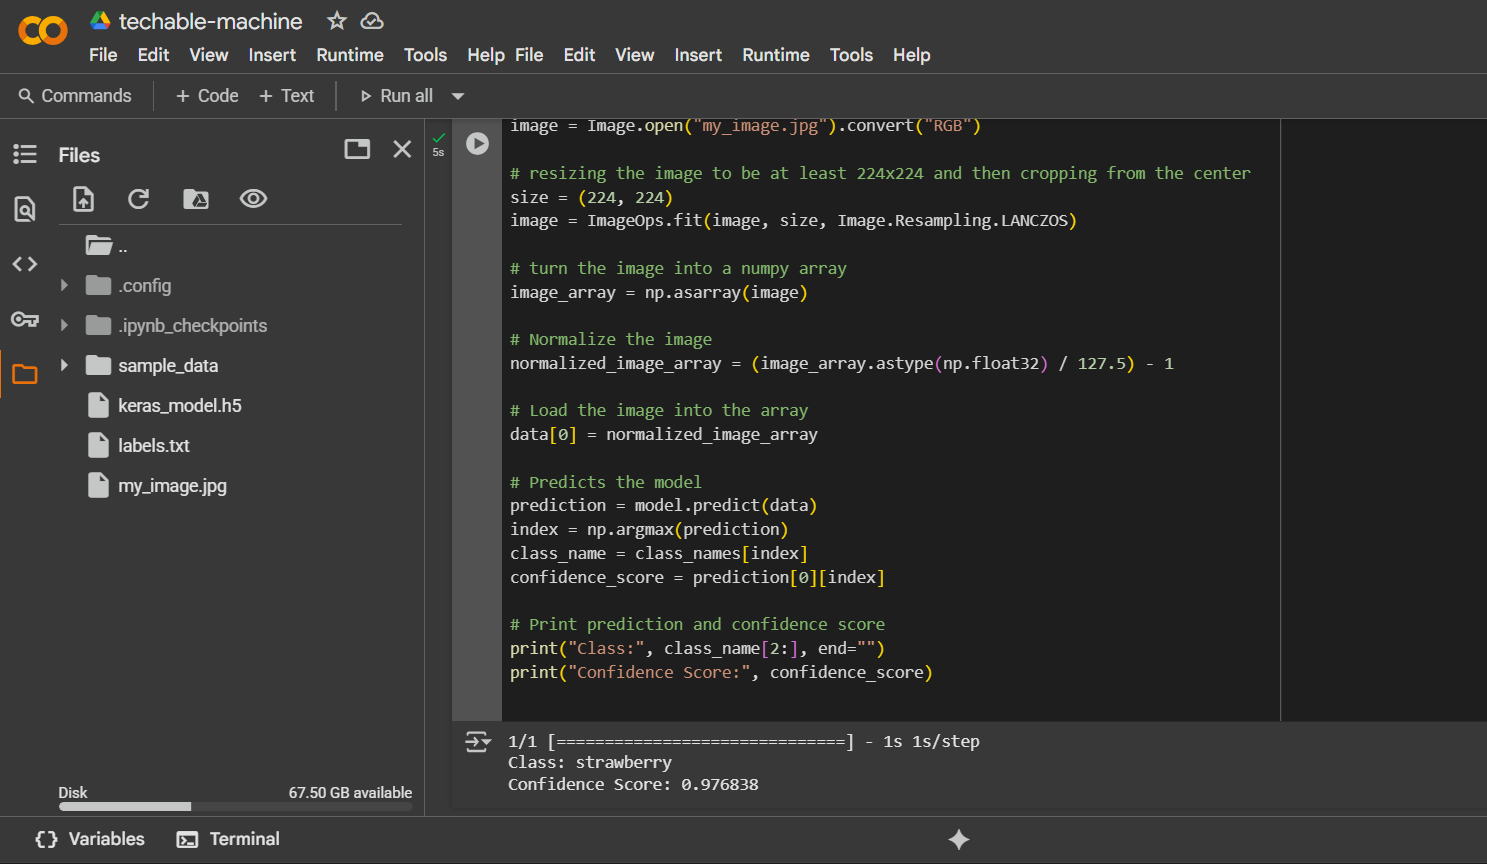 techable-machine
File Edit View Insert Runtime Tools Help File Edit View Insert Runtime Tools Help
Commands + Code + Text Run all
Files
..
.config
.ipynb_checkpoints
sample_data
keras_model.h5
labels.txt
my_image.jpg
Disk 67.50 GB available
5s
image = Image.open("my_image.jpg").convert("RGB")
# resizing the image to be at least 224x224 and then cropping from the center
size = (224, 224)
image = ImageOps.fit(image, size, Image.Resampling.LANCZOS)
# turn the image into a numpy array
image_array = np.asarray(image)
# Normalize the image
normalized_image_array = (image_array.astype(np.float32) / 127.5) - 1
# Load the image into the array
data[0] = normalized_image_array
# Predicts the model
prediction = model.predict(data)
index = np.argmax(prediction)
class_name = class_names[index]
confidence_score = prediction[0][index]
# Print prediction and confidence score
print("Class:", class_name[2:], end="")
print("Confidence Score:", confidence_score)
1/1 [==============================] - 1s 1s/step
Class: strawberry
Confidence Score: 0.976838
Variables Terminal